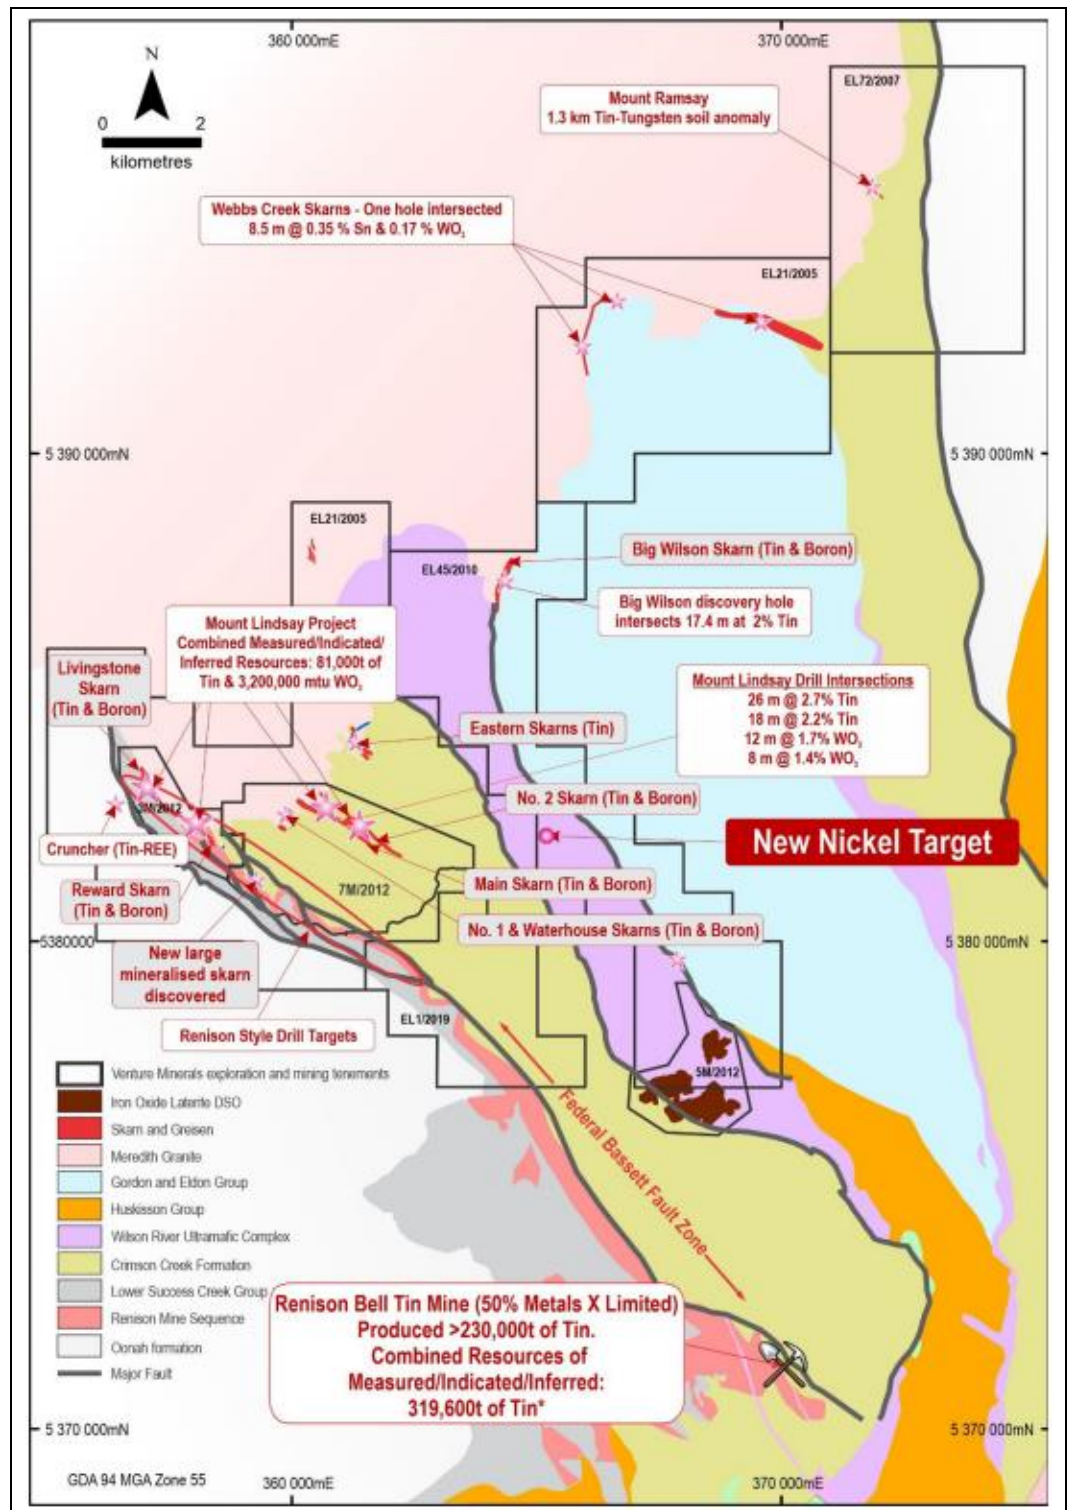 360 000mE
370 000mE
N
0 2
kilometres
EL72/2007
Mount Ramsay
1.3 km Tin-Tungsten soil anomaly
Webbs Creek Skarns - One hole intersected
8.5 m @ 0.35 % Sn & 0.17 % WO₃
EL21/2005
5 390 000mN
5 390 000mN
EL21/2005
EL45/2010
Big Wilson Skarn (Tin & Boron)
Big Wilson discovery hole
intersects 17.4 m at 2% Tin
Mount Lindsay Project
Combined Measured/Indicated/
Inferred Resources: 81,000t of
Tin & 3,200,000 mtu WO₃
Livingstone
Skarn
(Tin & Boron)
Mount Lindsay Drill Intersections
26 m @ 2.7% Tin
18 m @ 2.2% Tin
12 m @ 1.7% WO₃
8 m @ 1.4% WO₃
Eastern Skarns (Tin)
3M/2012
No. 2 Skarn (Tin & Boron)
New Nickel Target
Cruncher (Tin-REE)
Reward Skarn
(Tin & Boron)
7M/2012
Main Skarn (Tin & Boron)
No. 1 & Waterhouse Skarns (Tin & Boron)
5380000
5 380 000mN
New large
mineralised skarn
discovered
Renison Style Drill Targets
EL1/2019
5M/2012
Federal Bassett Fault Zone
Venture Minerals exploration and mining tenements
Iron Oxide Laterite DSO
Skarn and Greisen
Meredith Granite
Gordon and Eldon Group
Huskisson Group
Wilson River Ultramafic Complex
Crimson Creek Formation
Lower Success Creek Group
Renison Mine Sequence
Oonah formation
Major Fault
Renison Bell Tin Mine (50% Metals X Limited)
Produced >230,000t of Tin.
Combined Resources of
Measured/Indicated/Inferred:
319,600t of Tin*
5 370 000mN
5 370 000mN
GDA 94 MGA Zone 55
360 000mE
370 000mE